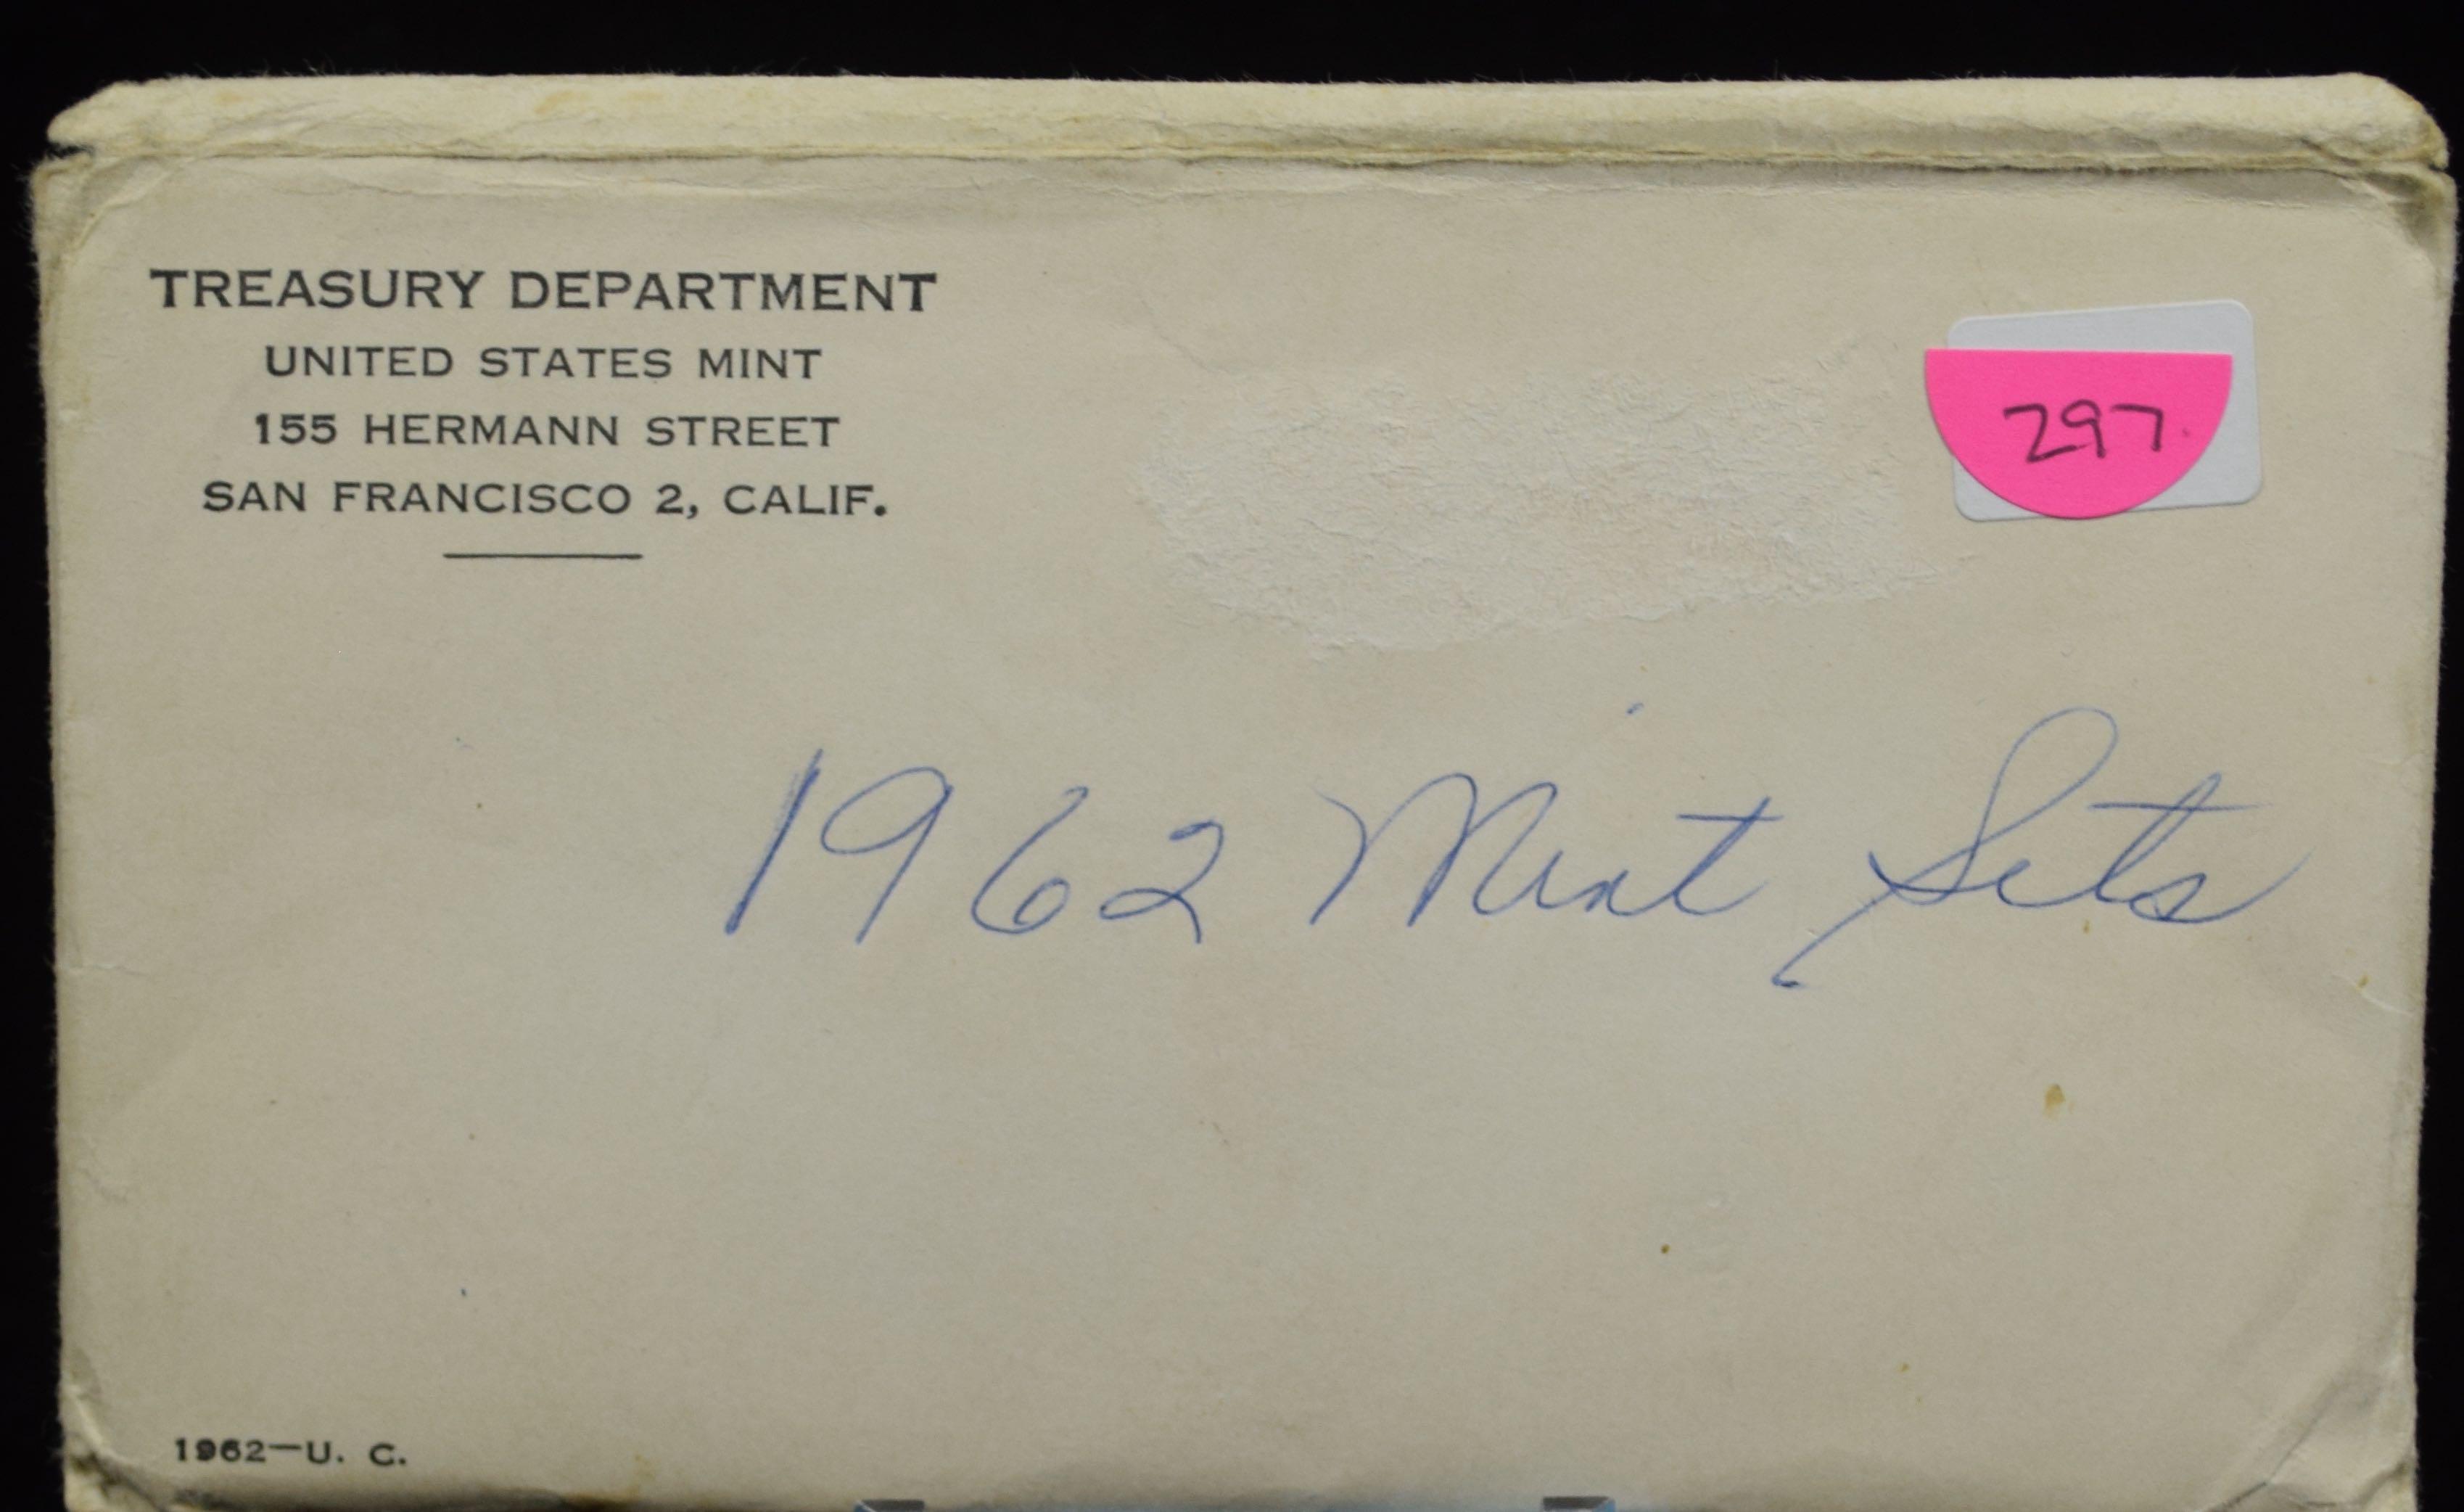 TREASURY DEPARTMENT
UNITED STATES MINT
155 HERMANN STREET
SAN FRANCISCO 2, CALIF.
297.
1962 Mint Sets
1962—U. C.